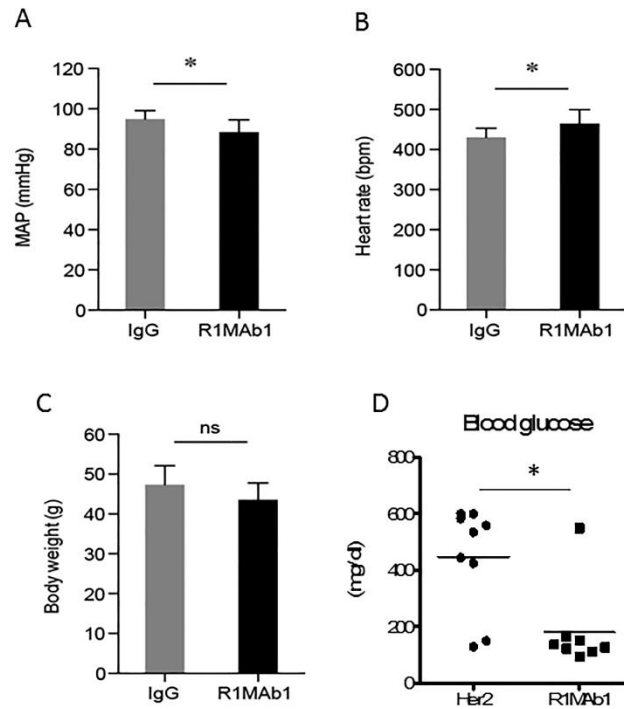 A
MAP (mmHg)
120
100
80
60
40
20
0
*
IgG
R1MAb1
B
Heart rate (bpm)
600
500
400
300
200
100
0
*
IgG
R1MAb1
C
Body weight (g)
60
50
40
30
20
10
0
ns
IgG
R1MAb1
D
Blood glucose
(mg/dl)
800
600
400
200
0
*
Her2
R1MAb1